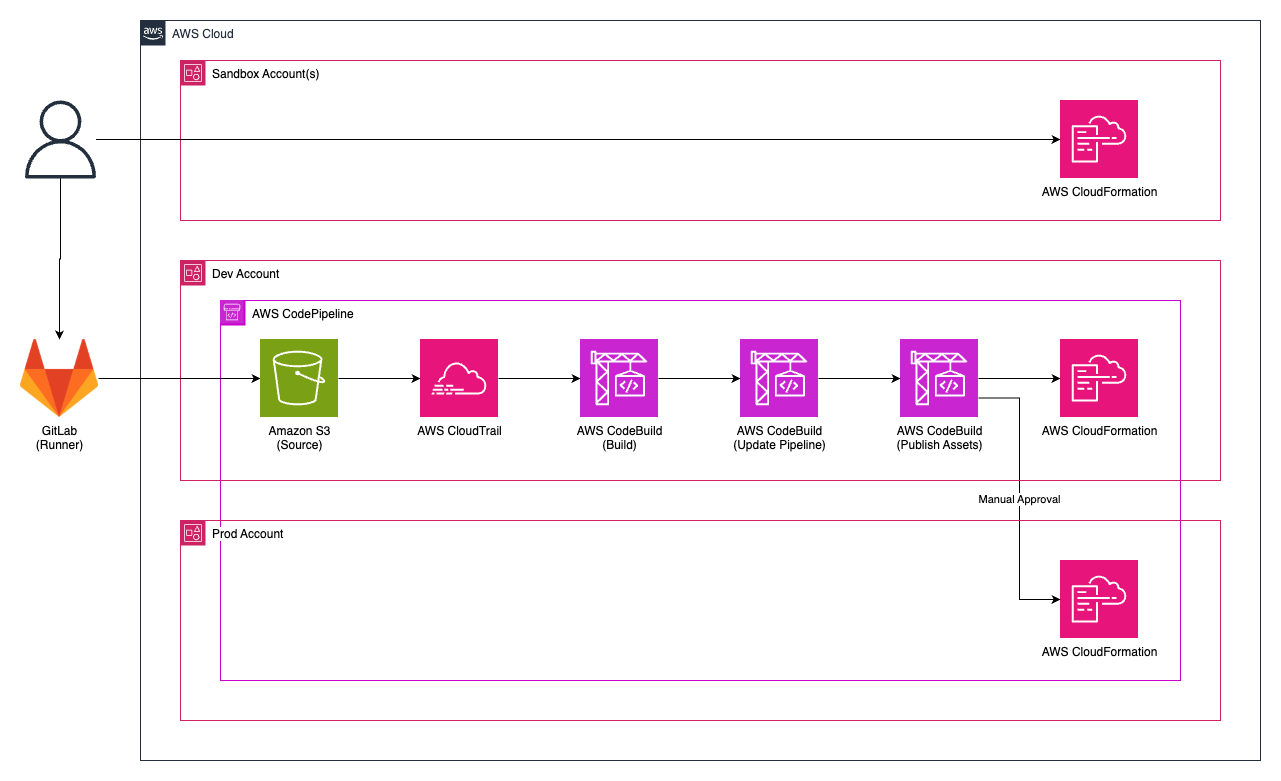 aws
AWS Cloud
Sandbox Account(s)
AWS CloudFormation
Dev Account
AWS CodePipeline
GitLab
(Runner)
Amazon S3
(Source)
AWS CloudTrail
AWS CodeBuild
(Build)
AWS CodeBuild
(Update Pipeline)
AWS CodeBuild
(Publish Assets)
AWS CloudFormation
Manual Approval
Prod Account
AWS CloudFormation